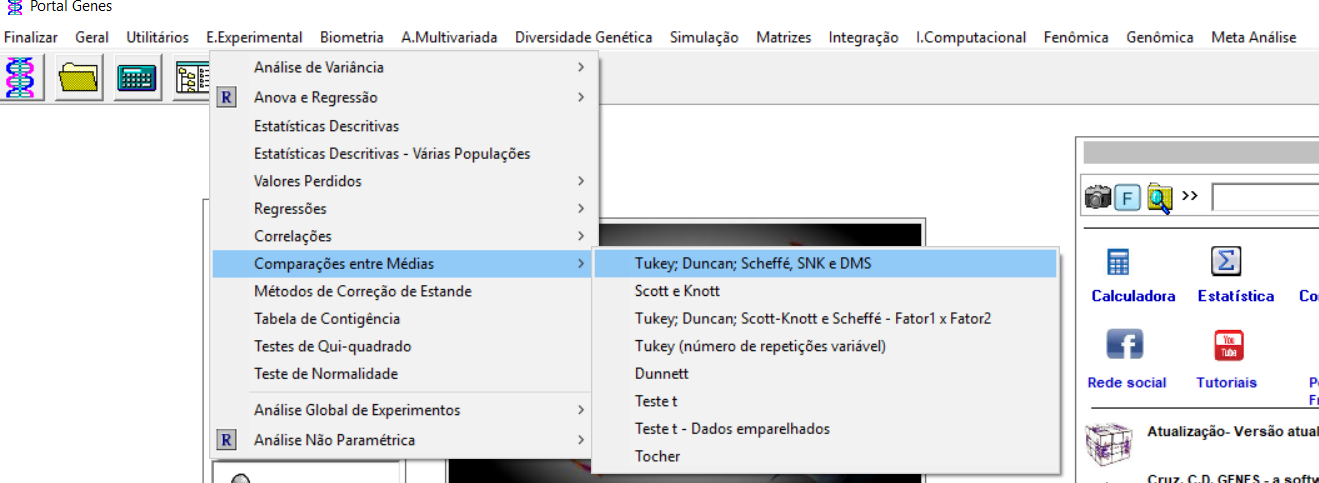 Portal Genes
Finalizar Geral Utilitários E.Experimental Biometria A.Multivariada Diversidade Genética Simulação Matrizes Integração I.Computacional Fenômica Genômica Meta Análise
Análise de Variância
R Anova e Regressão
Estatísticas Descritivas
Estatísticas Descritivas - Várias Populações
Valores Perdidos
Regressões
Correlações
Comparações entre Médias
Métodos de Correção de Estande
Tabela de Contigência
Testes de Qui-quadrado
Teste de Normalidade
Análise Global de Experimentos
R Análise Não Paramétrica
Tukey; Duncan; Scheffé, SNK e DMS
Scott e Knott
Tukey; Duncan; Scott-Knott e Scheffé - Fator1 x Fator2
Tukey (número de repetições variável)
Dunnett
Teste t
Teste t - Dados emparelhados
Tocher
F >>
Σ
Calculadora Estatística Co
f You Tube
Rede social Tutoriais
Atualização- Versão atual
Cruz, C.D. GENES - a softw